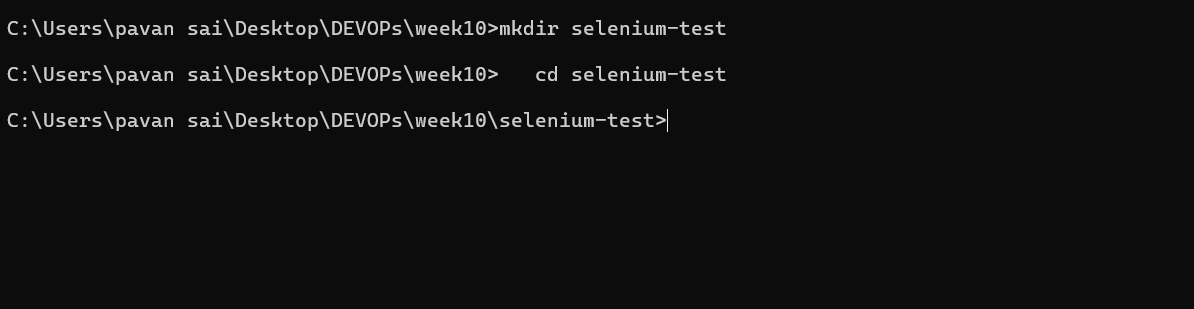 C:\Users\pavan sai\Desktop\DEVOPs\week10>mkdir selenium-test
C:\Users\pavan sai\Desktop\DEVOPs\week10>   cd selenium-test
C:\Users\pavan sai\Desktop\DEVOPs\week10\selenium-test>